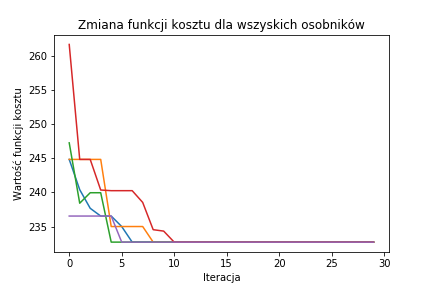 Zmiana funkcji kosztu dla wszyskich osobników
Wartość funkcji kosztu
260
255
250
245
240
235
0 5 10 15 20 25 30
Iteracja